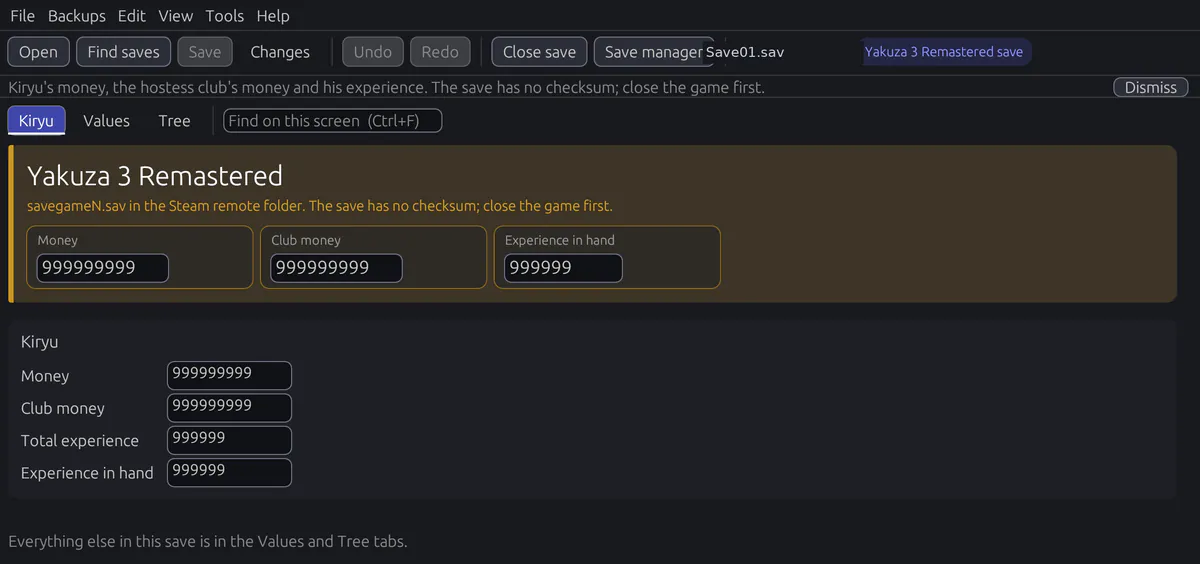 File Backups Edit View Tools Help
Open Find saves Save Changes Undo Redo Close save Save manager Save01.sav Yakuza 3 Remastered save
Kiryu's money, the hostess club's money and his experience. The save has no checksum; close the game first. Dismiss
Kiryu Values Tree Find on this screen (Ctrl+F)
Yakuza 3 Remastered
savegameN.sav in the Steam remote folder. The save has no checksum; close the game first.
Money Club money Experience in hand
999999999 999999999 999999
Kiryu
Money 999999999
Club money 999999999
Total experience 999999
Experience in hand 999999
Everything else in this save is in the Values and Tree tabs.